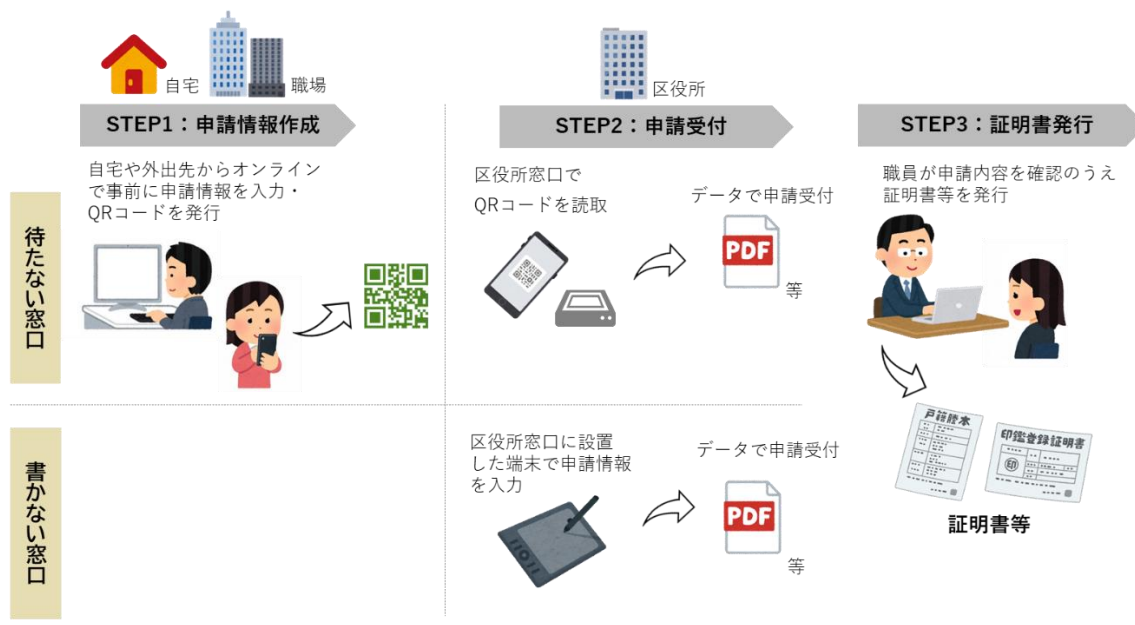 自宅
職場
区役所
STEP1：申請情報作成
STEP2：申請受付
STEP3：証明書発行
待たない窓口
自宅や外出先からオンライン
で事前に申請情報を入力・
QRコードを発行
区役所窓口で
QRコードを読取
データで申請受付
PDF
等
職員が申請内容を確認のうえ
証明書等を発行
書かない窓口
区役所窓口に設置
した端末で申請情報
を入力
データで申請受付
PDF
等
戸籍謄本
印鑑登録証明書
印
証明書等